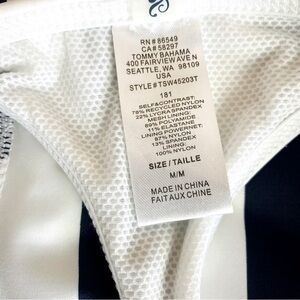 RN # 86549
CA # 58297
TOMMY BAHAMA
400 FAIRVIEW AVE N
SEATTLE, WA 98109
USA
STYLE # TSW45203T
181
SELF&CONTRAST:
78% RECYCLED NYLON
22% LYCRA SPANDEX
MESH LINING:
89% POLYAMIDE
11% ELASTANE
LINING POWERNET:
87% NYLON
13% SPANDEX
LINING:
100% NYLON
SIZE / TAILLE
M/M
MADE IN CHINA
FAIT AUX CHINE